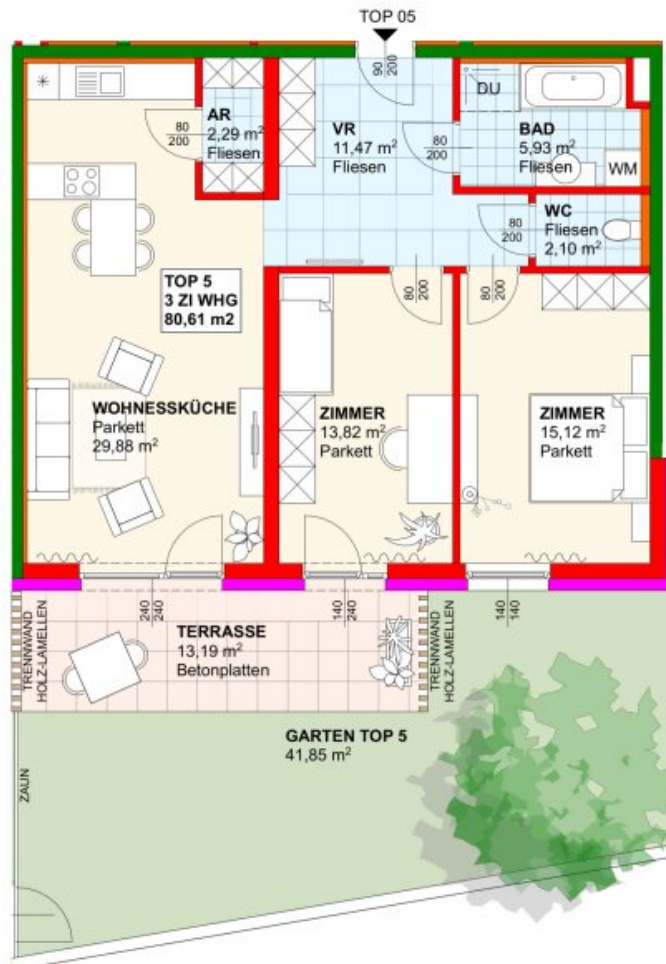 TOP 05
90
200
AR
2,29 m²
Fliesen
80
200
VR
11,47 m²
Fliesen
DU
80
200
BAD
5,93 m²
Fliesen
WM
80
200
WC
Fliesen
2,10 m²
TOP 5
3 ZI WHG
80,61 m2
80
200
80
200
WOHNESSKÜCHE
Parkett
29,88 m²
ZIMMER
13,82 m²
Parkett
ZIMMER
15,12 m²
Parkett
TRENNWAND
HOLZ-LAMELLEN
240
240
140
240
140
140
TERRASSE
13,19 m²
Betonplatten
TRENNWAND
HOLZ-LAMELLEN
GARTEN TOP 5
41,85 m²
ZAUN